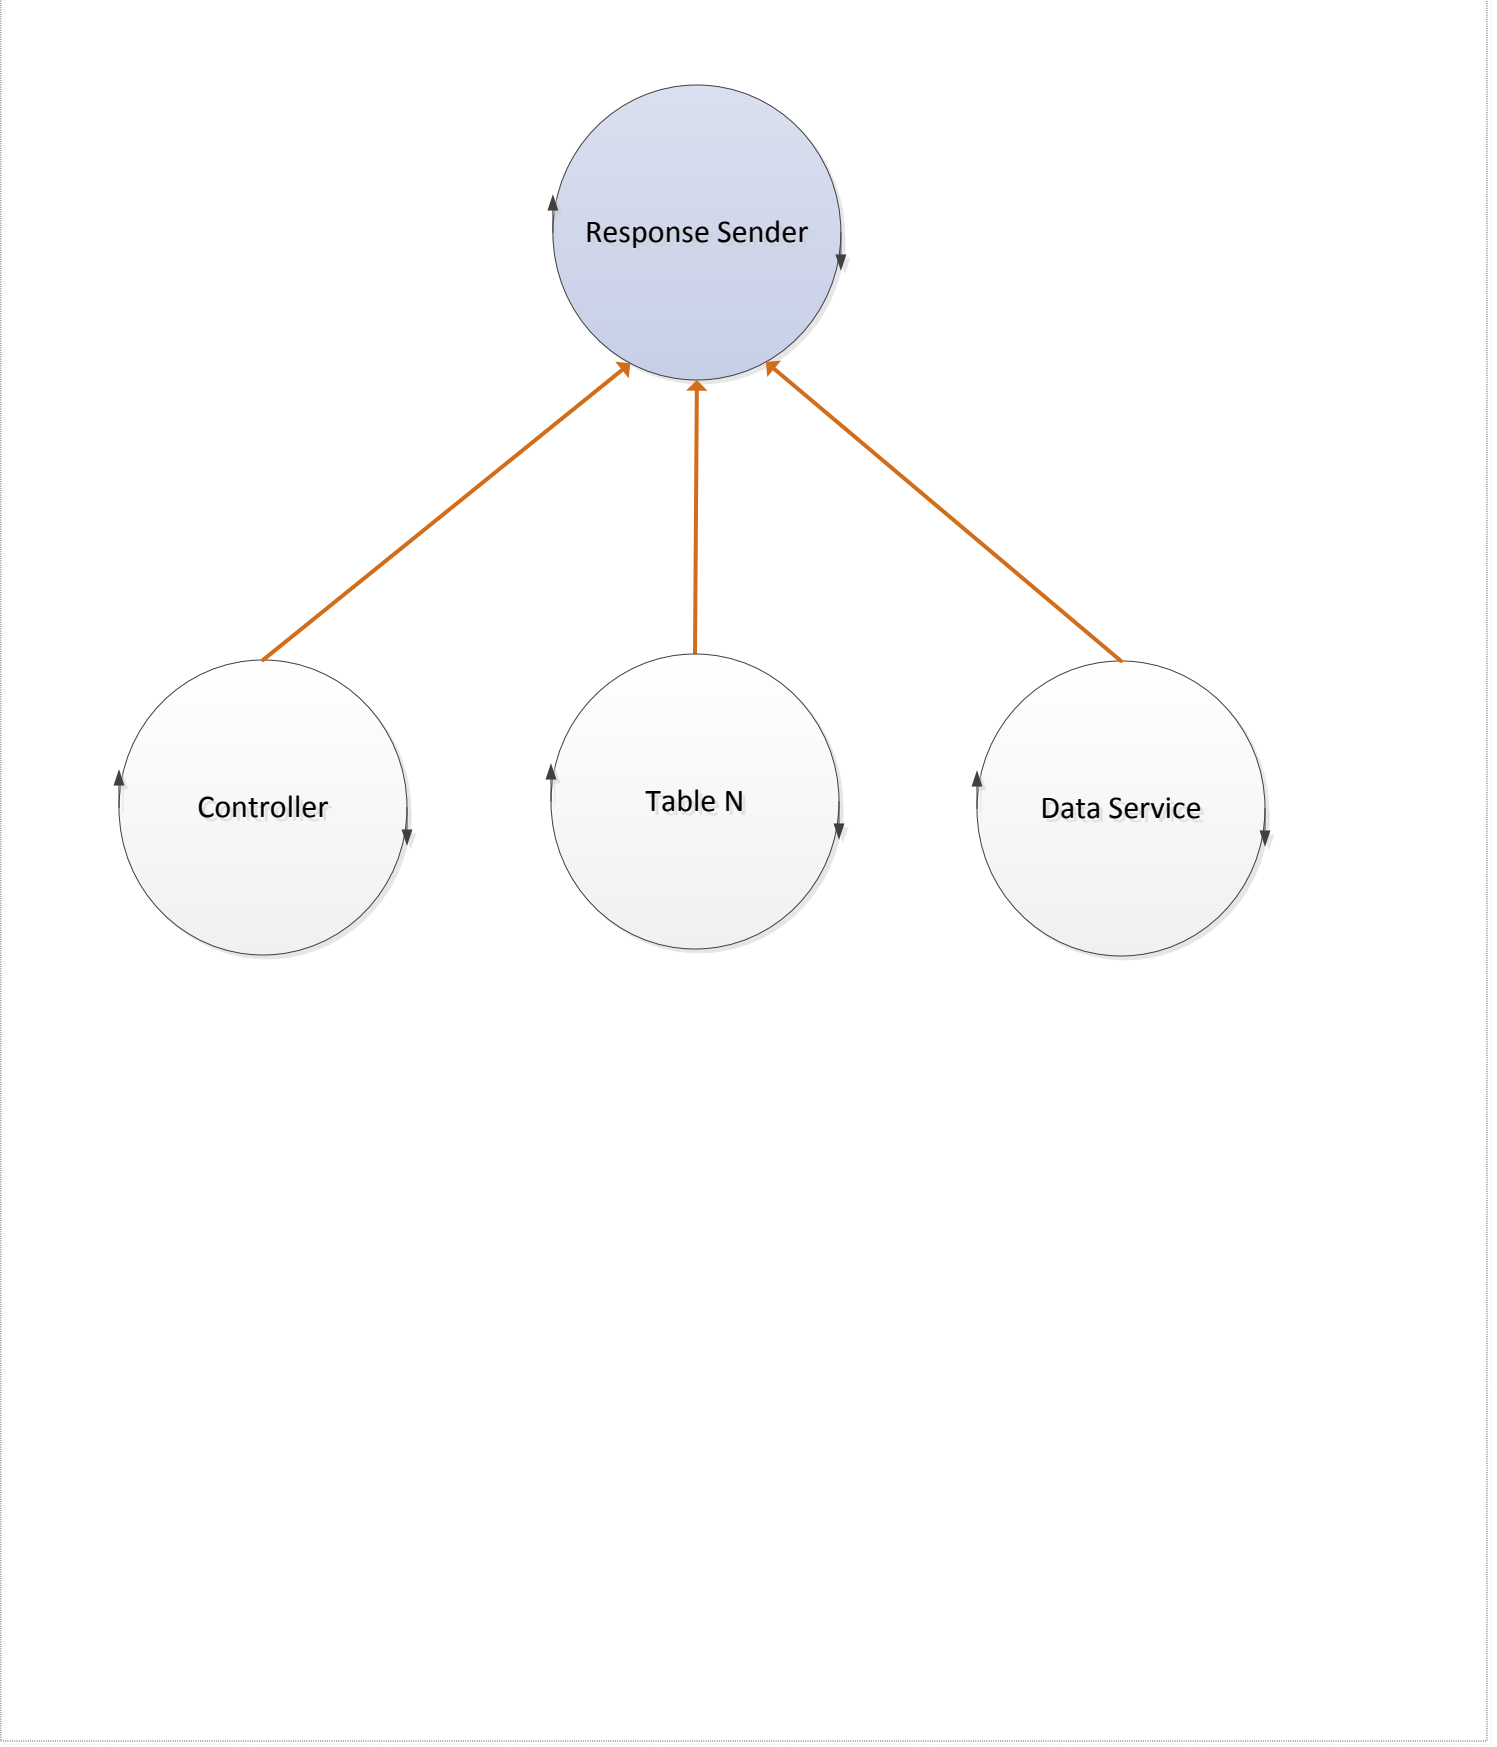 Response Sender
Controller
Table N
Data Service